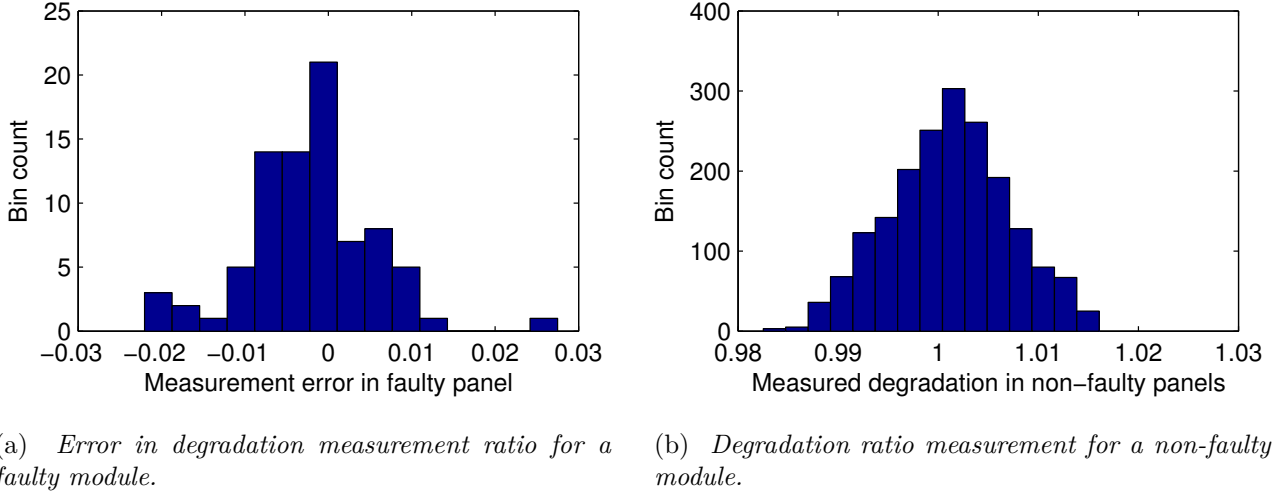 25
20
15
10
5
0
Bin count
−0.03 −0.02 −0.01 0 0.01 0.02 0.03
Measurement error in faulty panel
400
300
200
100
0
Bin count
0.98 0.99 1 1.01 1.02 1.03
Measured degradation in non−faulty panels
a) Error in degradation measurement ratio for a
faulty module.
(b) Degradation ratio measurement for a non-faulty
module.